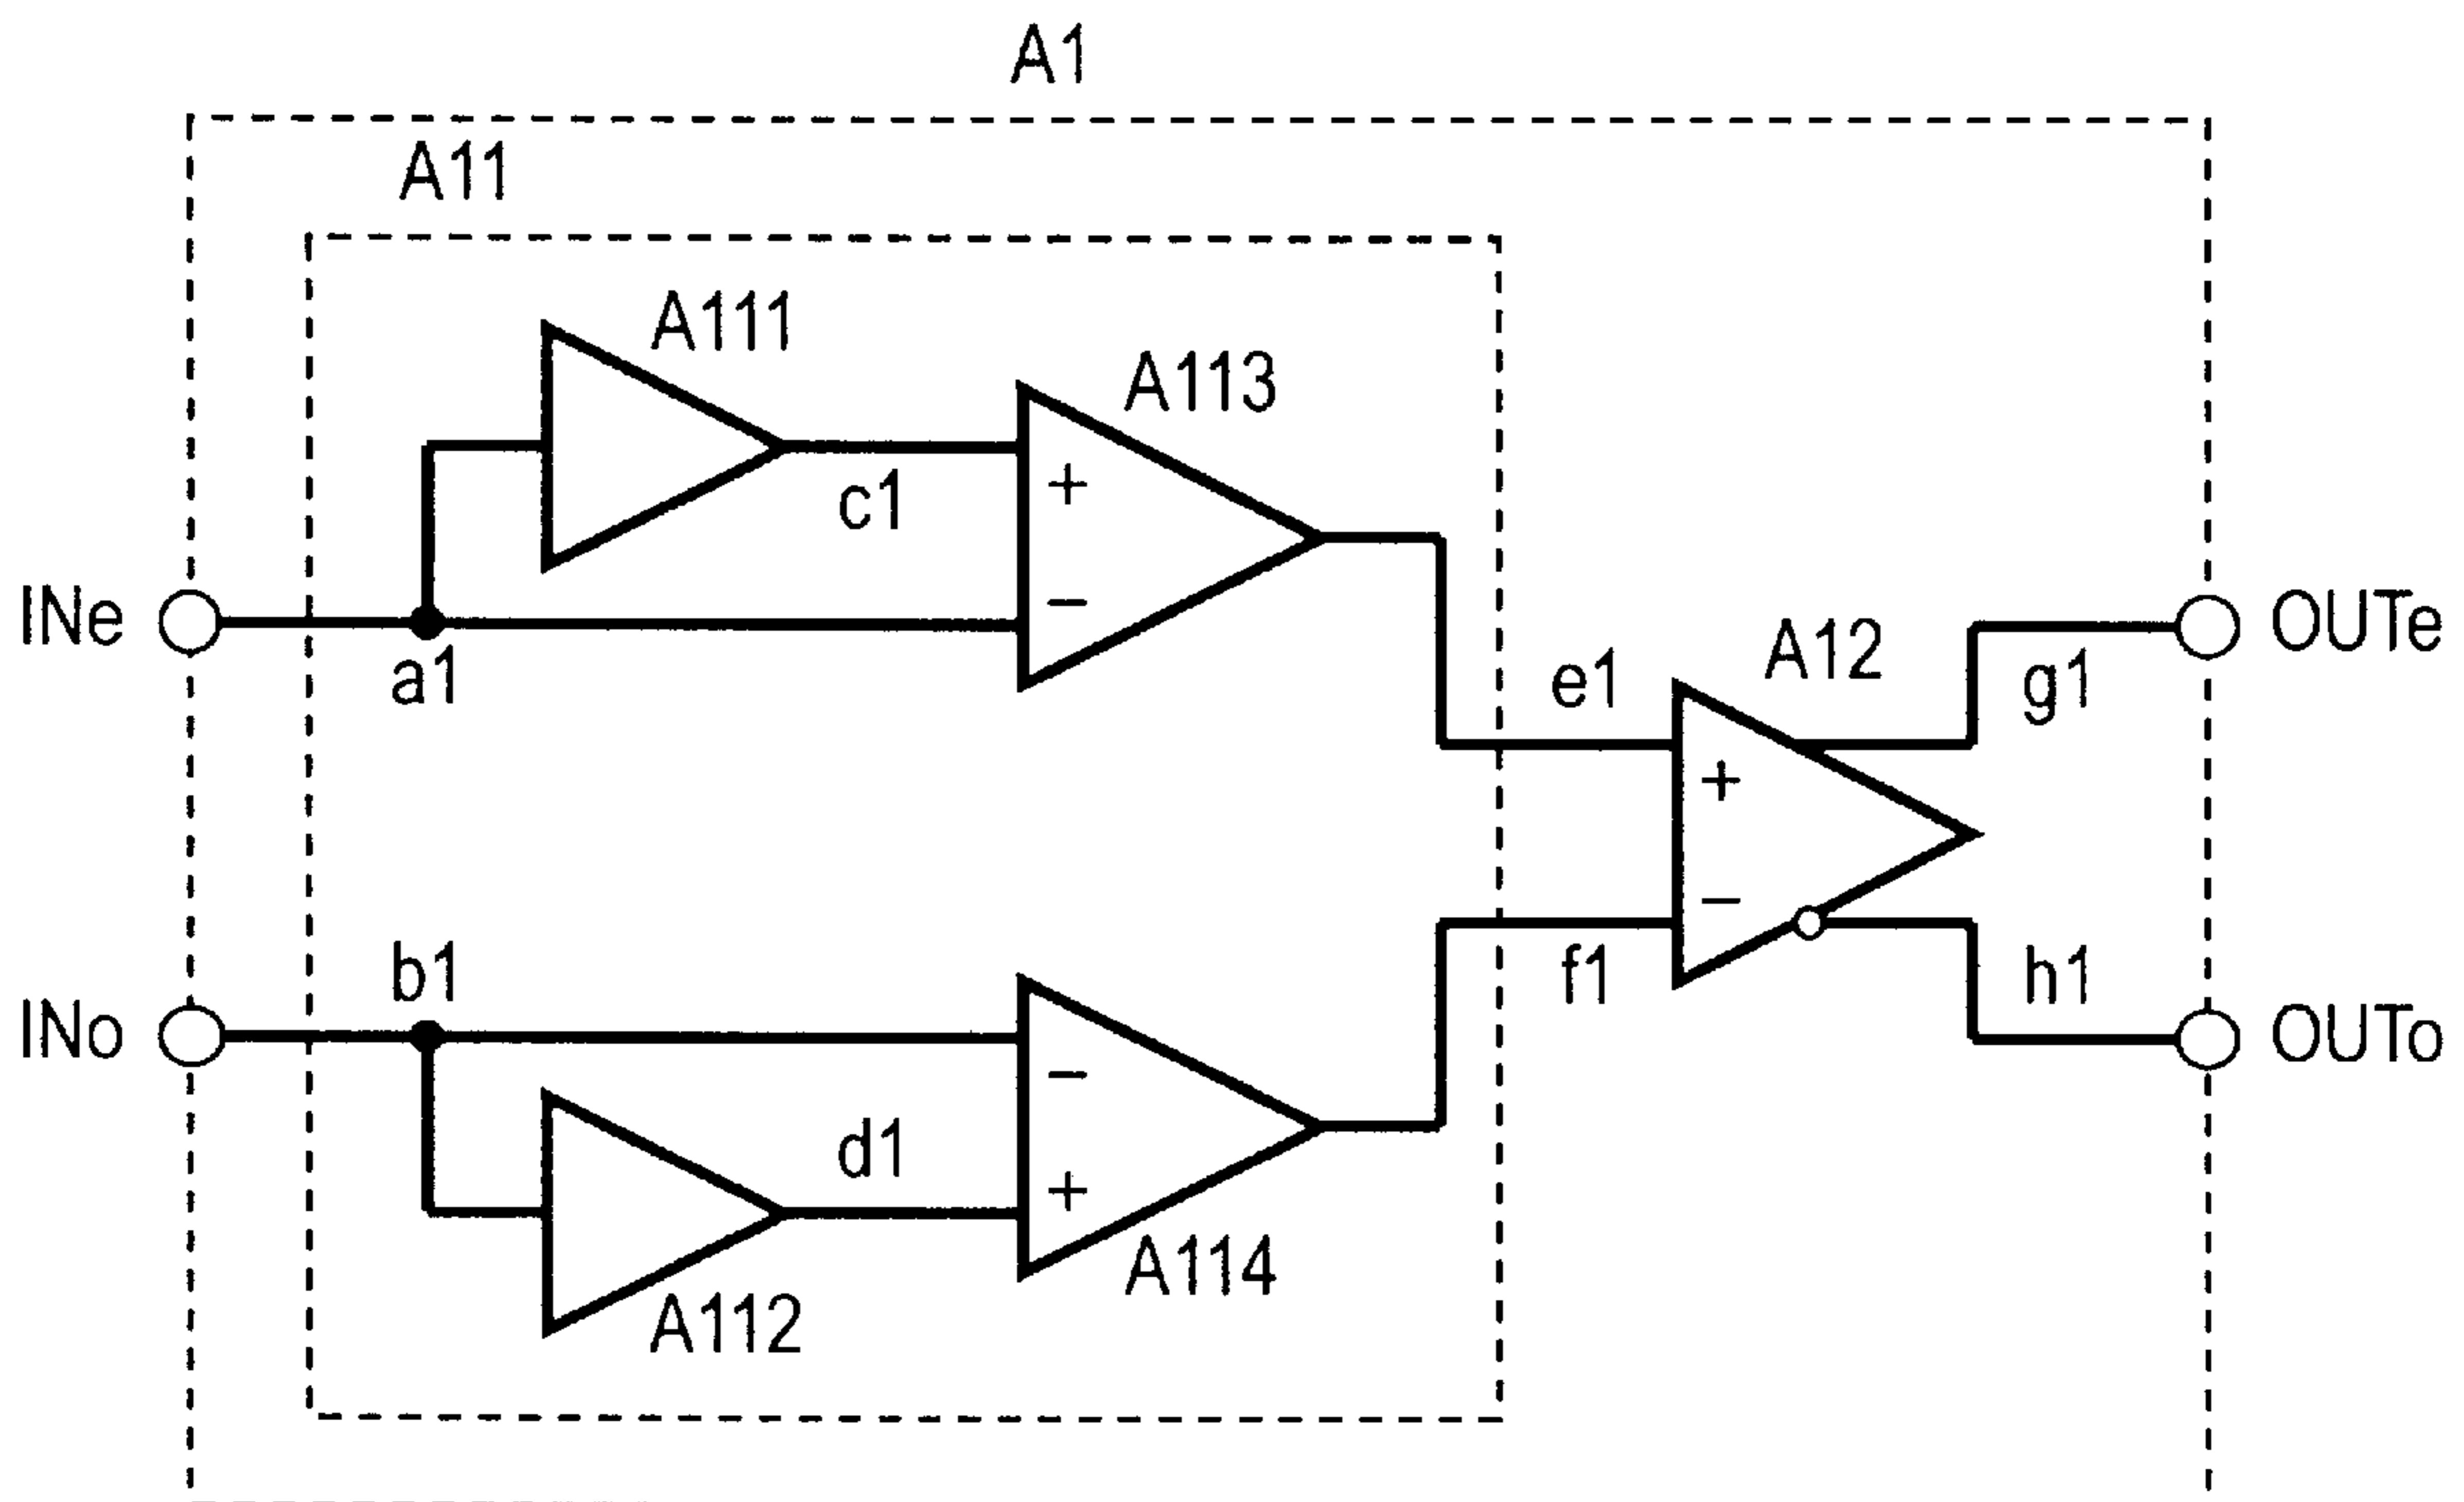 A1
A11
A111
A113
+
c1
−
INe
a1
e1
A12
g1
OUTe
+
−
INo
b1
f1
h1
OUTo
−
d1
+
A114
A112